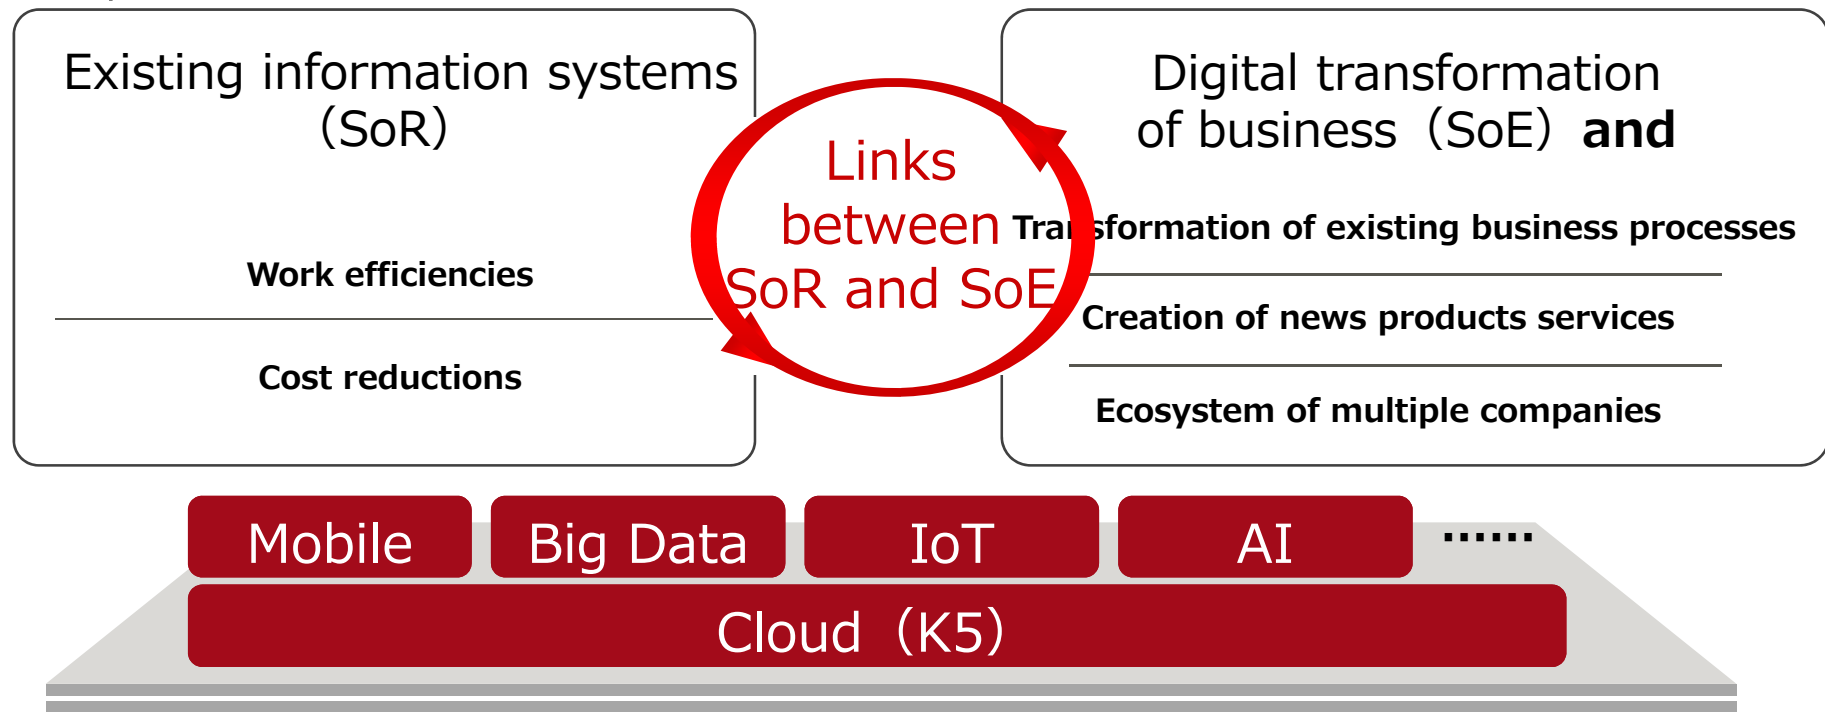 Existing information systems
（SoR）
Work efficiencies
Cost reductions
Links
between
SoR and SoE
Digital transformation
of business（SoE）and
Transformation of existing business processes
Creation of news products services
Ecosystem of multiple companies
Mobile
Big Data
IoT
AI
......
Cloud（K5）